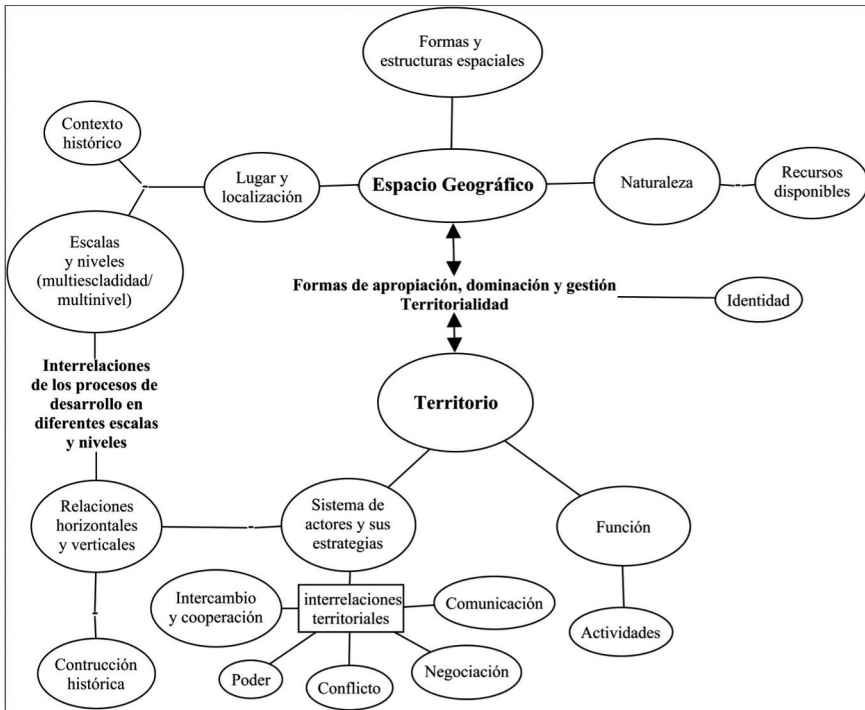 Formas y
estructuras espaciales
Contexto
histórico
Lugar y
localización
Espacio Geográfico
Naturaleza
Recursos
disponibles
Escalas
y niveles
(multiescladidad/
multinivel)
Formas de apropiación, dominación y gestión
Territorialidad
Identidad
Interrelaciones
de los procesos de
desarrollo en
diferentes escalas
y niveles
Territorio
Relaciones
horizontales
y verticales
Sistema de
actores y sus
estrategias
Función
Intercambio
y cooperación
interrelaciones
territoriales
Comunicación
Actividades
Contrucción
histórica
Poder
Conflicto
Negociación